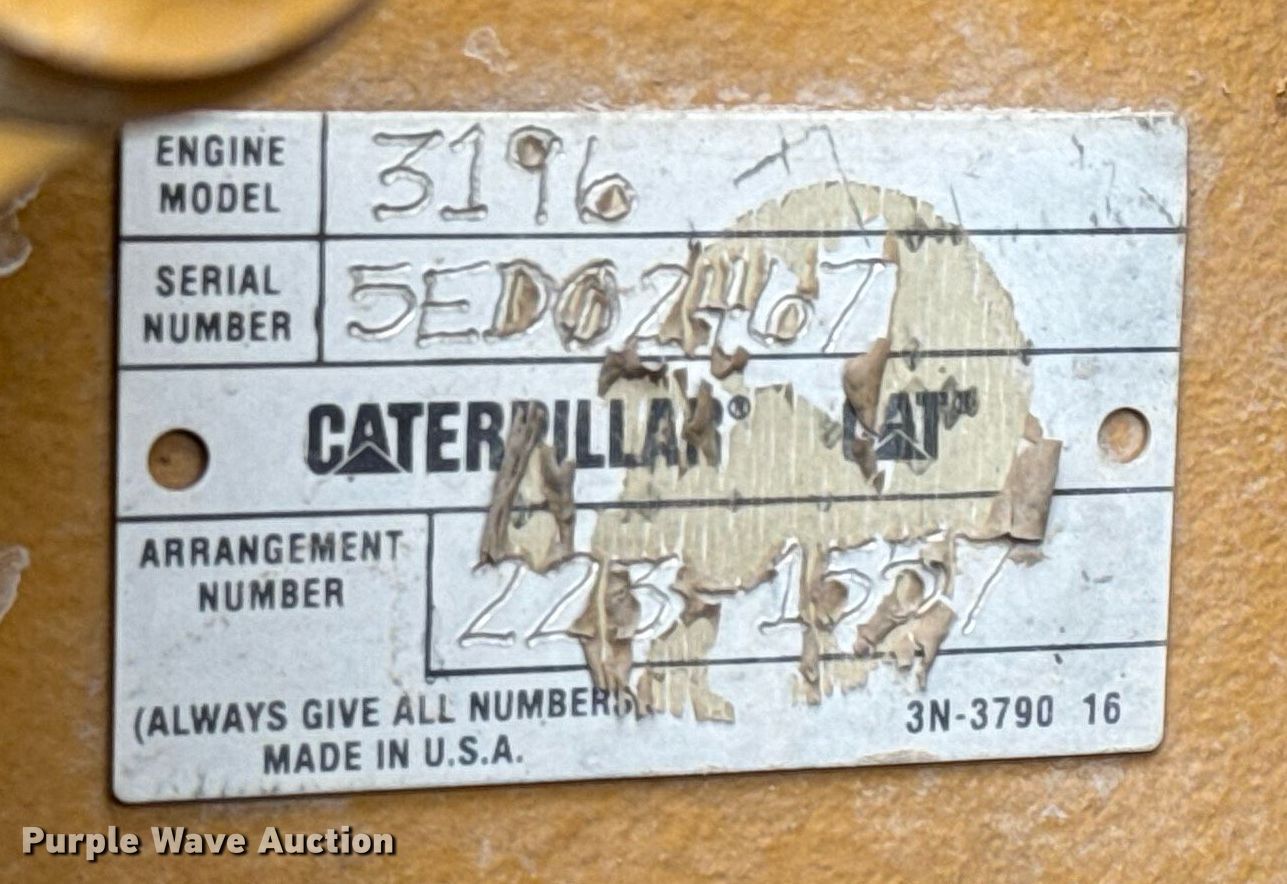 ENGINE
MODEL
3196
SERIAL
NUMBER
CATERPILLAR® CAT
ARRANGEMENT
NUMBER
(ALWAYS GIVE ALL NUMBERS)
MADE IN U.S.A.
3N-3790 16
Purple Wave Auction